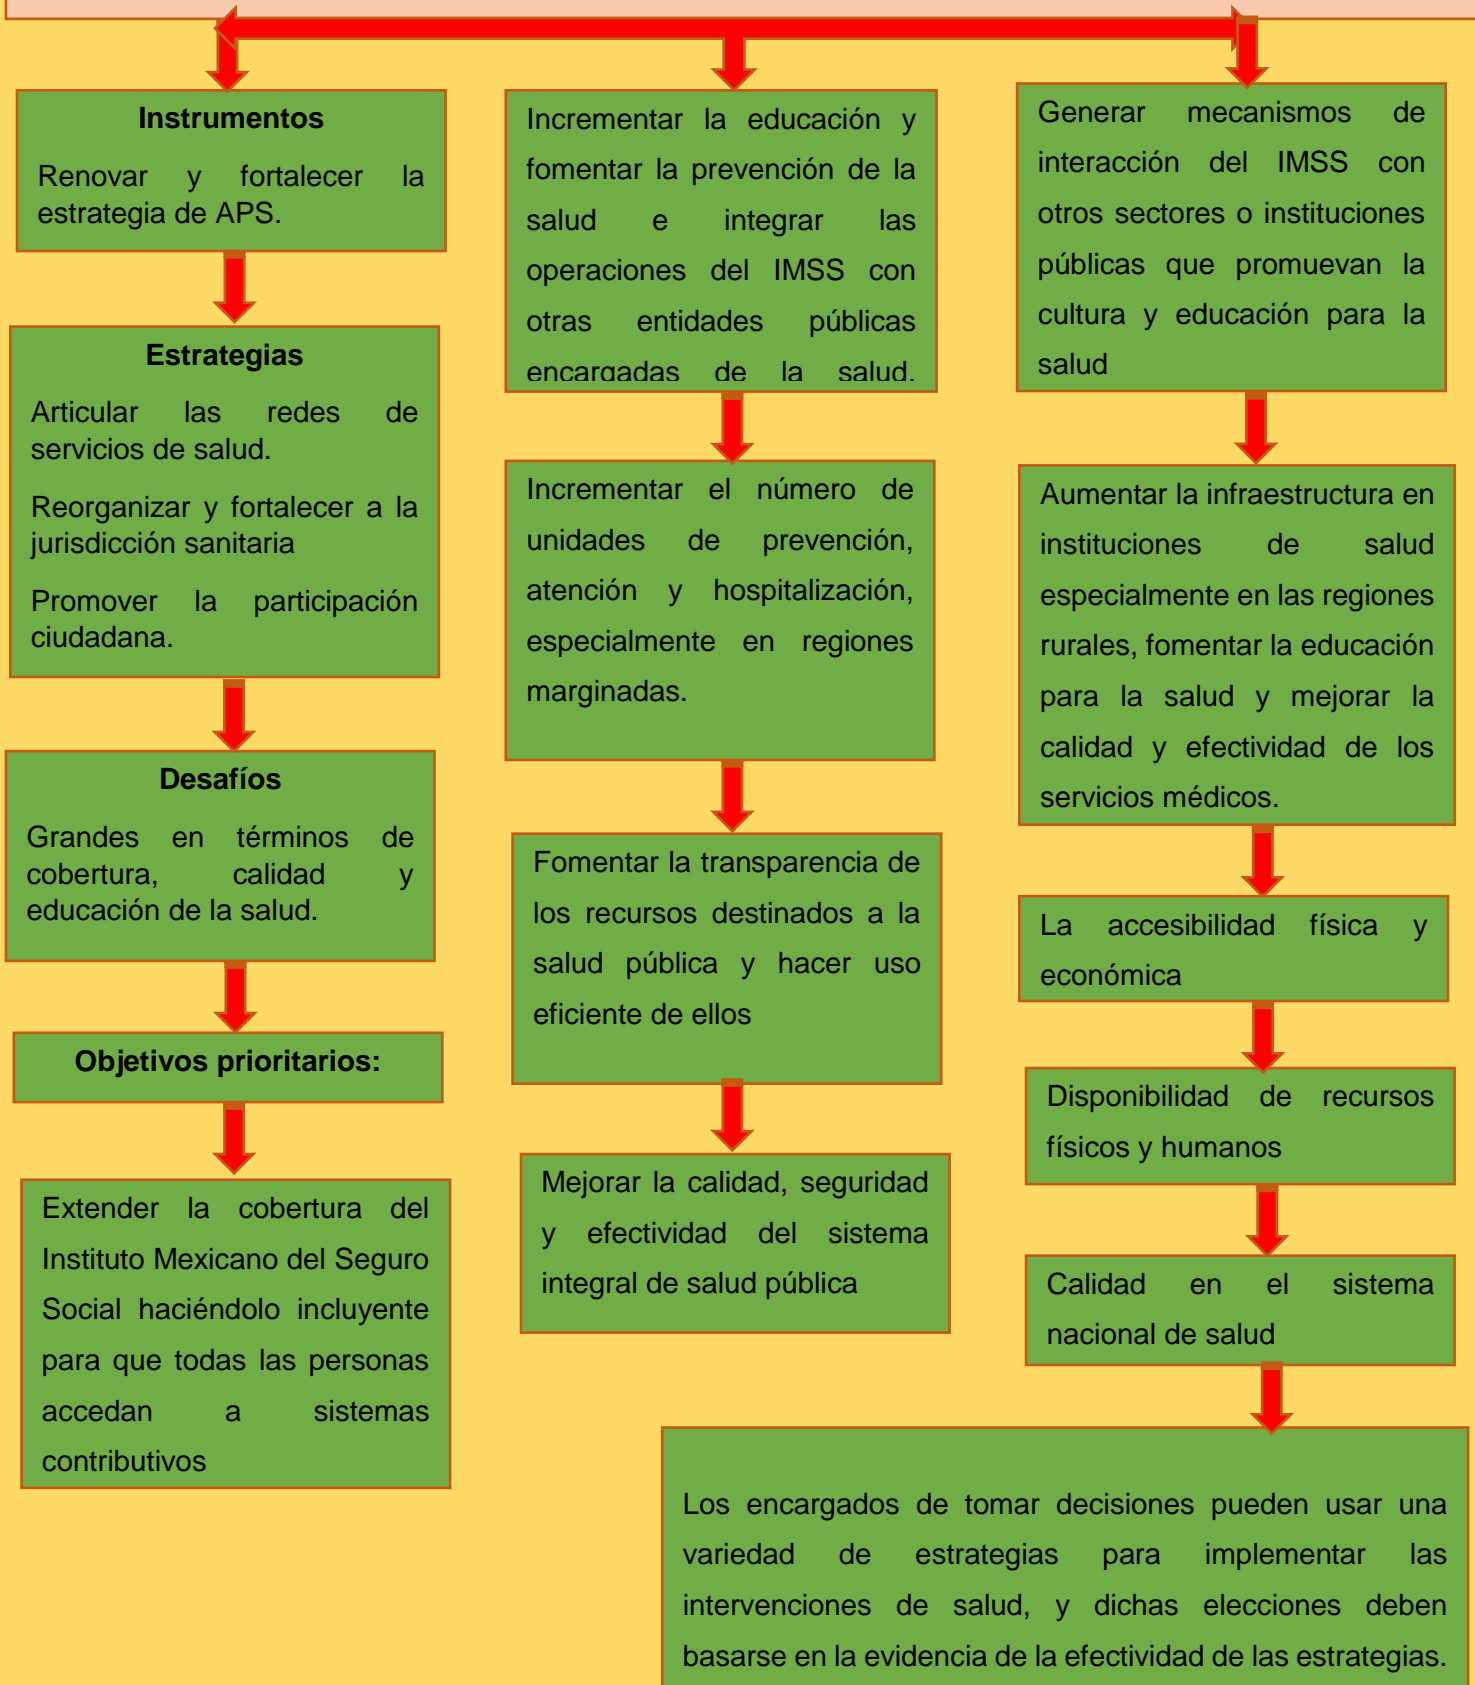 Instrumentos
Renovar y fortalecer la
estrategia de APS.
Estrategias
Articular las redes de
servicios de salud.
Reorganizar y fortalecer a la
jurisdicción sanitaria
Promover la participación
ciudadana.
Desafíos
Grandes en términos de
cobertura, calidad y
educación de la salud.
Objetivos prioritarios:
Extender la cobertura del
Instituto Mexicano del Seguro
Social haciéndolo incluyente
para que todas las personas
accedan a sistemas
contributivos
Incrementar la educación y
fomentar la prevención de la
salud e integrar las
operaciones del IMSS con
otras entidades públicas
encargadas de la salud.
Incrementar el número de
unidades de prevención,
atención y hospitalización,
especialmente en regiones
marginadas.
Fomentar la transparencia de
los recursos destinados a la
salud pública y hacer uso
eficiente de ellos
Mejorar la calidad, seguridad
y efectividad del sistema
integral de salud pública
Generar mecanismos de
interacción del IMSS con
otros sectores o instituciones
públicas que promuevan la
cultura y educación para la
salud
Aumentar la infraestructura en
instituciones de salud
especialmente en las regiones
rurales, fomentar la educación
para la salud y mejorar la
calidad y efectividad de los
servicios médicos.
La accesibilidad física y
económica
Disponibilidad de recursos
físicos y humanos
Calidad en el sistema
nacional de salud
Los encargados de tomar decisiones pueden usar una
variedad de estrategias para implementar las
intervenciones de salud, y dichas elecciones deben
basarse en la evidencia de la efectividad de las estrategias.